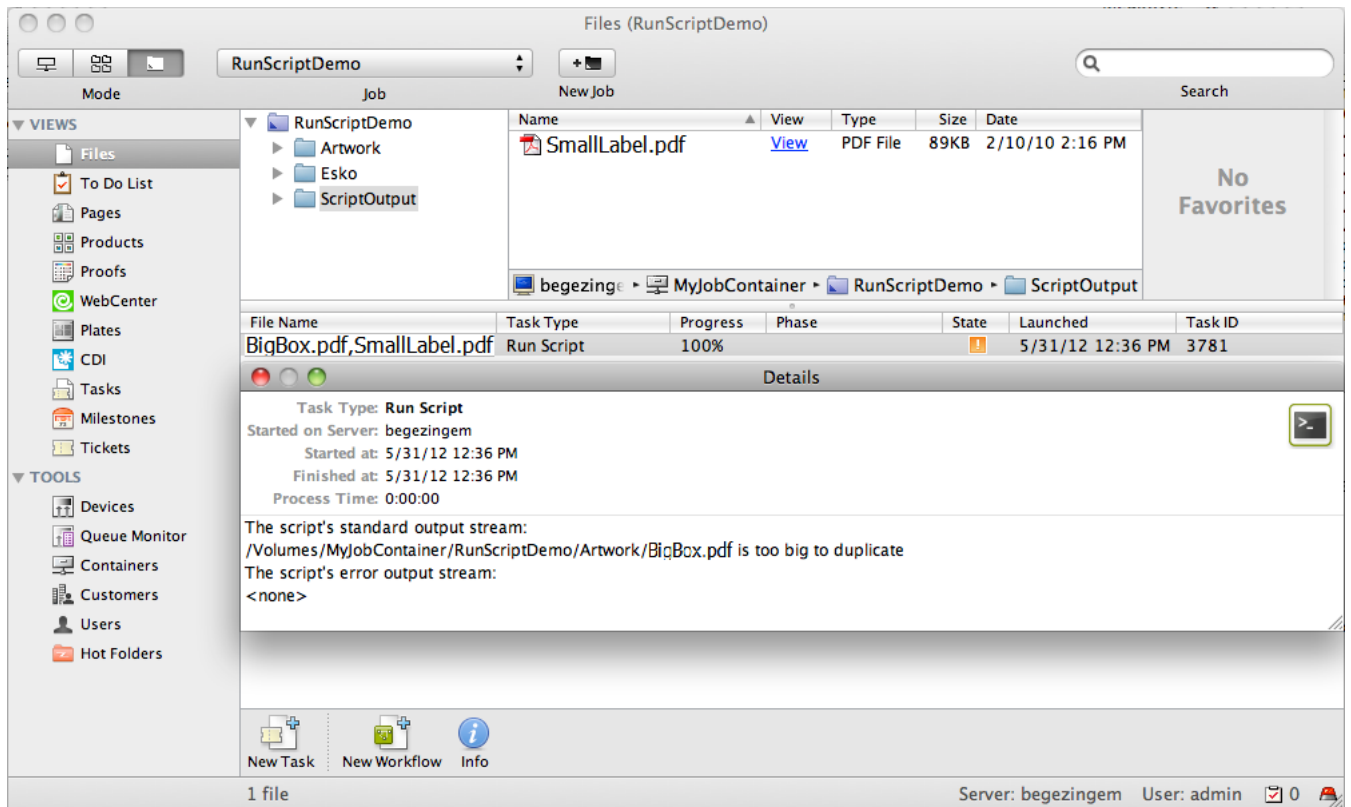 Files (RunScriptDemo)
RunScriptDemo
Mode
Job
New Job
Search
VIEWS
Files
To Do List
Pages
Products
Proofs
WebCenter
Plates
CDI
Tasks
Milestones
Tickets
TOOLS
Devices
Queue Monitor
Containers
Customers
Users
Hot Folders
RunScriptDemo
Artwork
Esko
ScriptOutput
Name View Type Size Date
SmallLabel.pdf View PDF File 89KB 2/10/10 2:16 PM
No
Favorites
begezinge MyJobContainer RunScriptDemo ScriptOutput
File Name Task Type Progress Phase State Launched Task ID
BigBox.pdf,SmallLabel.pdf Run Script 100% 5/31/12 12:36 PM 3781
Details
Task Type: Run Script
Started on Server: begezingem
Started at: 5/31/12 12:36 PM
Finished at: 5/31/12 12:36 PM
Process Time: 0:00:00
The script's standard output stream:
/Volumes/MyJobContainer/RunScriptDemo/Artwork/BigBox.pdf is too big to duplicate
The script's error output stream:
<none>
New Task New Workflow Info
1 file Server: begezingem User: admin 0